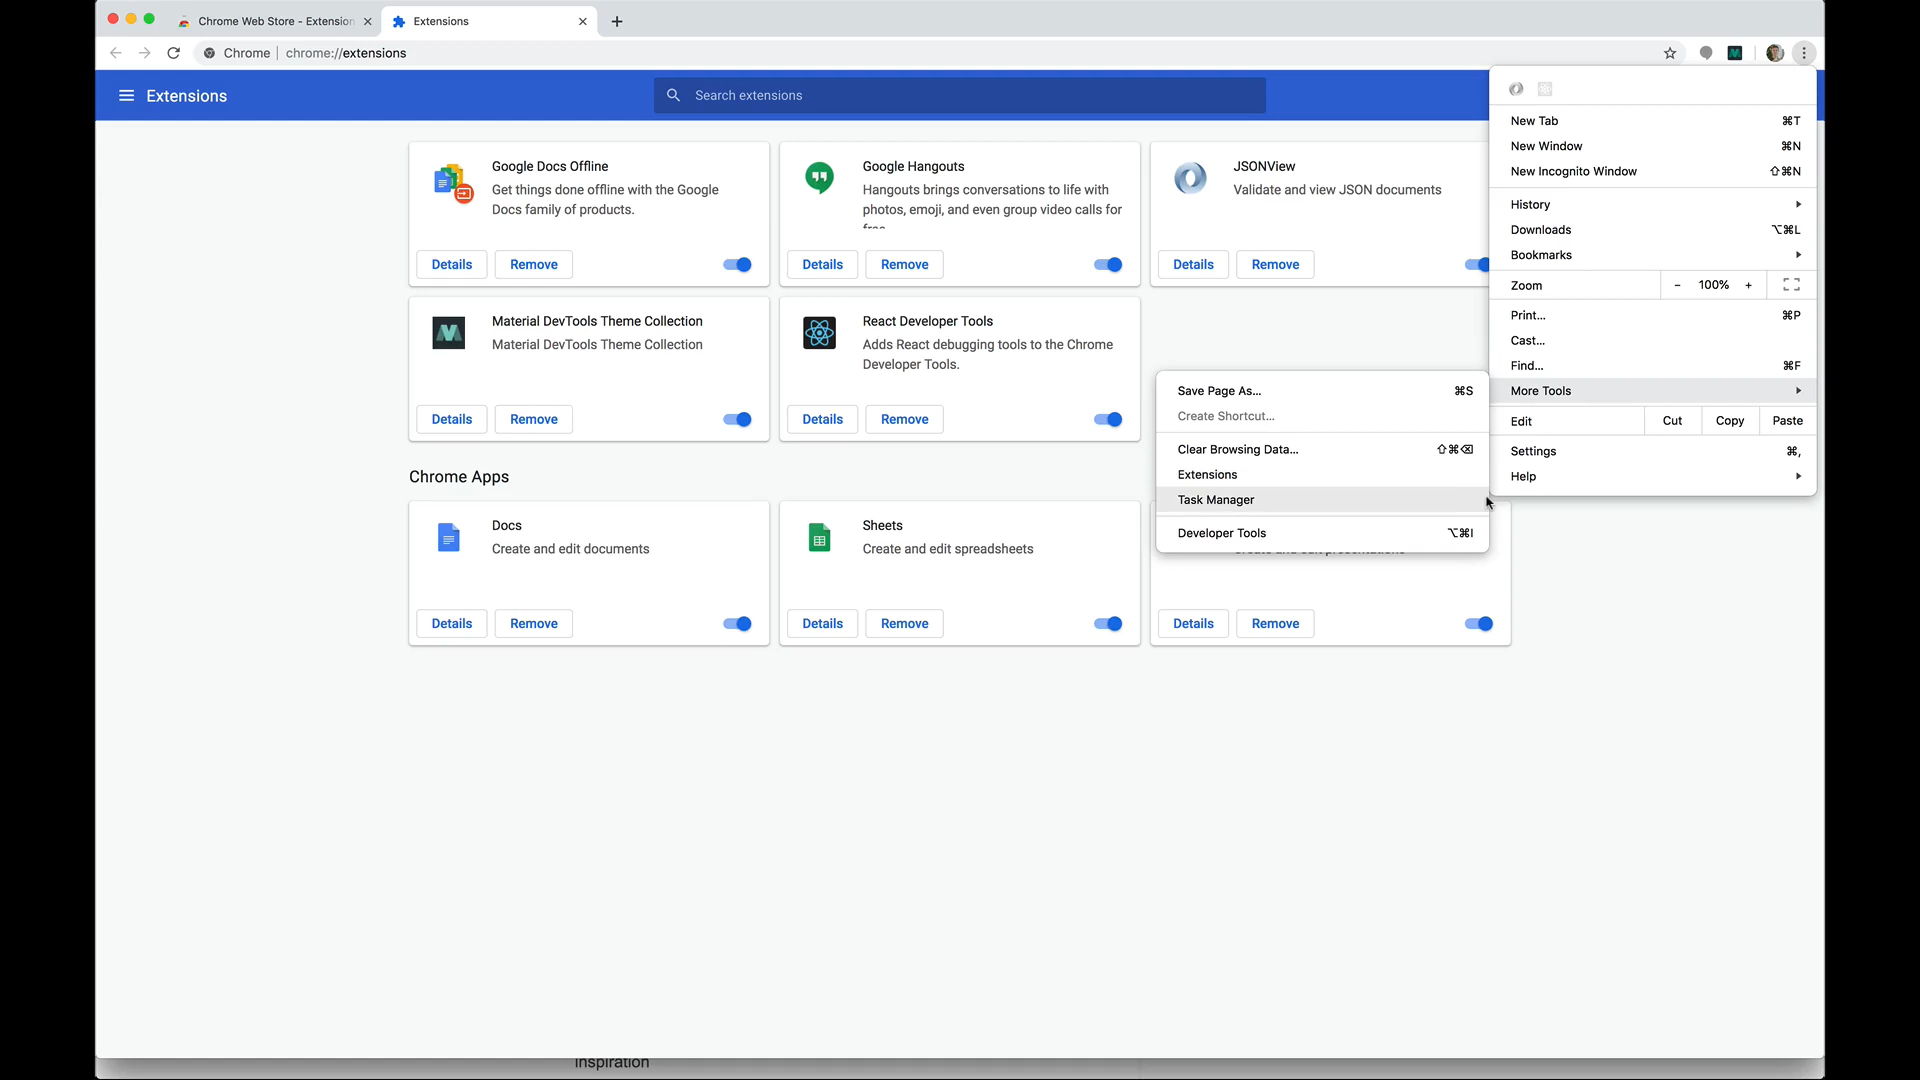 Chrome Web Store - Extension
Extensions
Chrome
chrome://extensions
Extensions
Search extensions
New Tab ⌘T
New Window ⌘N
New Incognito Window ⇧⌘N
History
Downloads ⌥⌘L
Bookmarks
Zoom - 100% +
Print... ⌘P
Cast...
Find... ⌘F
More Tools
Edit Cut Copy Paste
Settings ⌘,
Help
Save Page As... ⌘S
Create Shortcut...
Clear Browsing Data... ⇧⌘⌫
Extensions
Task Manager
Developer Tools ⌥⌘I
Google Docs Offline
Get things done offline with the Google
Docs family of products.
Details Remove
Google Hangouts
Hangouts brings conversations to life with
photos, emoji, and even group video calls for
free
Details Remove
JSONView
Validate and view JSON documents
Details Remove
Material DevTools Theme Collection
Material DevTools Theme Collection
Details Remove
React Developer Tools
Adds React debugging tools to the Chrome
Developer Tools.
Details Remove
Chrome Apps
Docs
Create and edit documents
Details Remove
Sheets
Create and edit spreadsheets
Details Remove
Create and edit presentations
Details Remove
inspiration